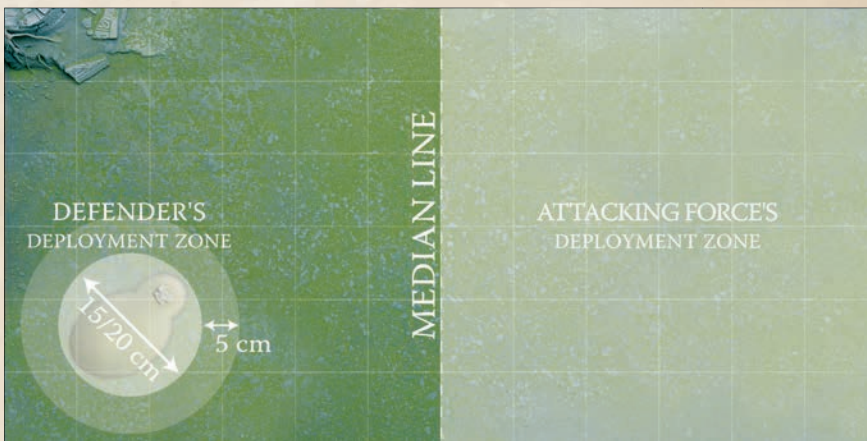 DEFENDER'S
DEPLOYMENT ZONE
15/20 cm
5 cm
MEDIAN LINE
ATTACKING FORCE'S
DEPLOYMENT ZONE